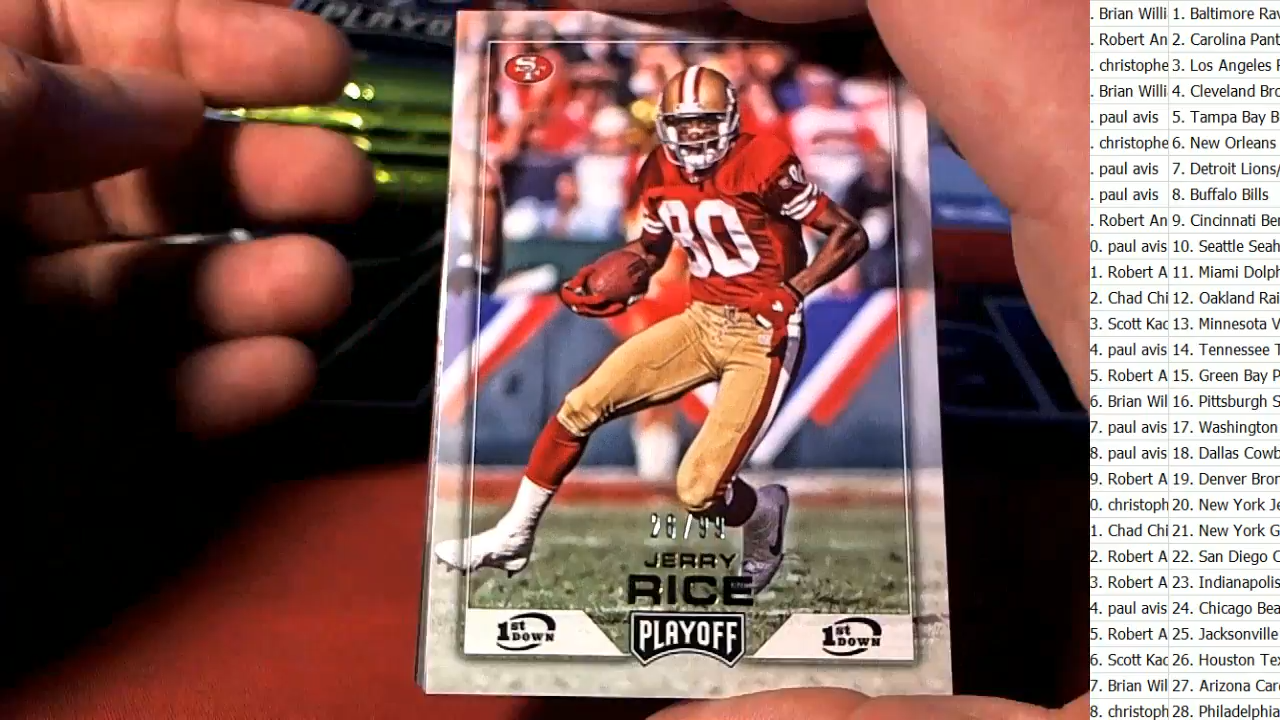 PLAYOFF
SF
80
80
26/99
JERRY
RICE
1st DOWN
PLAYOFF
1st DOWN
. Brian Willi 1. Baltimore Rav
. Robert An 2. Carolina Pant
. christophe 3. Los Angeles R
. Brian Willi 4. Cleveland Bro
. paul avis 5. Tampa Bay B
. christophe 6. New Orleans
. paul avis 7. Detroit Lions/
. paul avis 8. Buffalo Bills
. Robert An 9. Cincinnati Be
0. paul avis 10. Seattle Seah
1. Robert A 11. Miami Dolph
2. Chad Chi 12. Oakland Rai
3. Scott Kac 13. Minnesota V
4. paul avis 14. Tennessee T
5. Robert A 15. Green Bay P
6. Brian Wil 16. Pittsburgh S
7. paul avis 17. Washington
8. paul avis 18. Dallas Cowb
9. Robert A 19. Denver Bron
0. christoph 20. New York Je
1. Chad Chi 21. New York G
2. Robert A 22. San Diego C
3. Robert A 23. Indianapolis
4. paul avis 24. Chicago Bea
5. Robert A 25. Jacksonville
6. Scott Kac 26. Houston Tex
7. Brian Wil 27. Arizona Car
8. christoph 28. Philadelphia